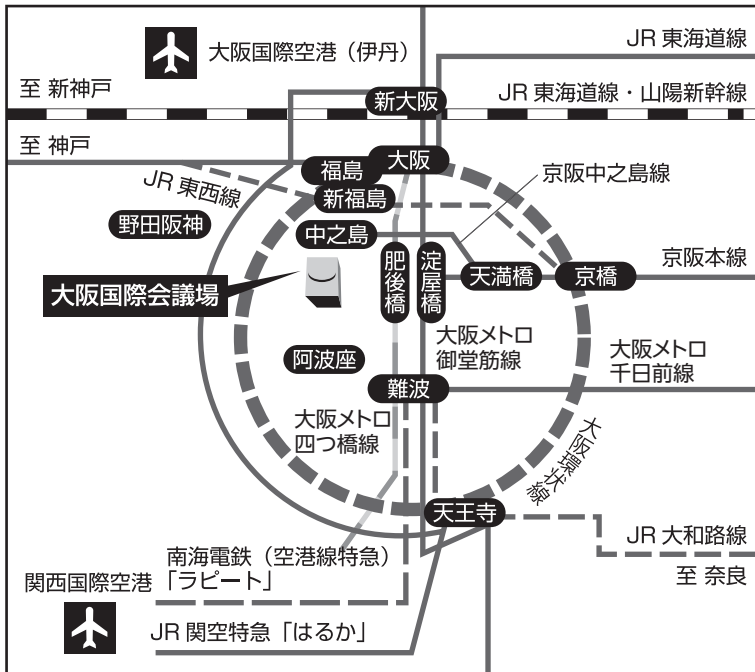 大阪国際空港（伊丹）
JR 東海道線
至 新神戸
新大阪
JR 東海道線・山陽新幹線
至 神戸
大阪
福島
JR 東西線
新福島
京阪中之島線
野田阪神
中之島
肥後橋
淀屋橋
天満橋
京橋
京阪本線
大阪国際会議場
大阪メトロ
御堂筋線
大阪メトロ
千日前線
阿波座
難波
大阪メトロ
四つ橋線
大阪環状線
天王寺
JR 大和路線
南海電鉄（空港線特急）
「ラピート」
関西国際空港
至 奈良
JR 関空特急「はるか」